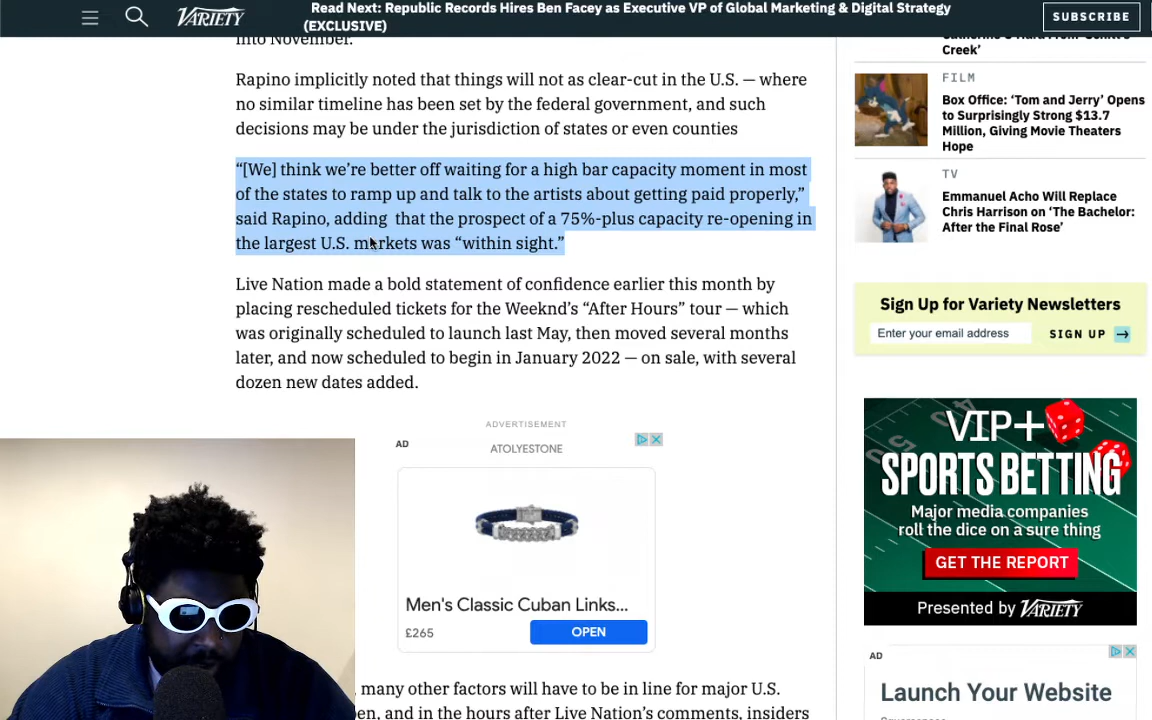 Read Next: Republic Records Hires Ben Facey as Executive VP of Global Marketing & Digital Strategy
(EXCLUSIVE)
VARIETY
SUBSCRIBE
into November.
Rapino implicitly noted that things will not as clear-cut in the U.S. — where
no similar timeline has been set by the federal government, and such
decisions may be under the jurisdiction of states or even counties
“[We] think we’re better off waiting for a high bar capacity moment in most
of the states to ramp up and talk to the artists about getting paid properly,”
said Rapino, adding  that the prospect of a 75%-plus capacity re-opening in
the largest U.S. markets was “within sight.”
Live Nation made a bold statement of confidence earlier this month by
placing rescheduled tickets for the Weeknd’s “After Hours” tour — which
was originally scheduled to launch last May, then moved several months
later, and now scheduled to begin in January 2022 — on sale, with several
dozen new dates added.
ADVERTISEMENT
AD
ATOLYESTONE
Men's Classic Cuban Links...
£265
OPEN
, many other factors will have to be in line for major U.S.
en, and in the hours after Live Nation’s comments, insiders
Creek’
FILM
Box Office: ‘Tom and Jerry’ Opens
to Surprisingly Strong $13.7
Million, Giving Movie Theaters
Hope
TV
Emmanuel Acho Will Replace
Chris Harrison on ‘The Bachelor:
After the Final Rose’
Sign Up for Variety Newsletters
Enter your email address
SIGN UP →
VIP+
SPORTS BETTING
Major media companies
roll the dice on a sure thing
GET THE REPORT
Presented by VARIETY
AD
Launch Your Website